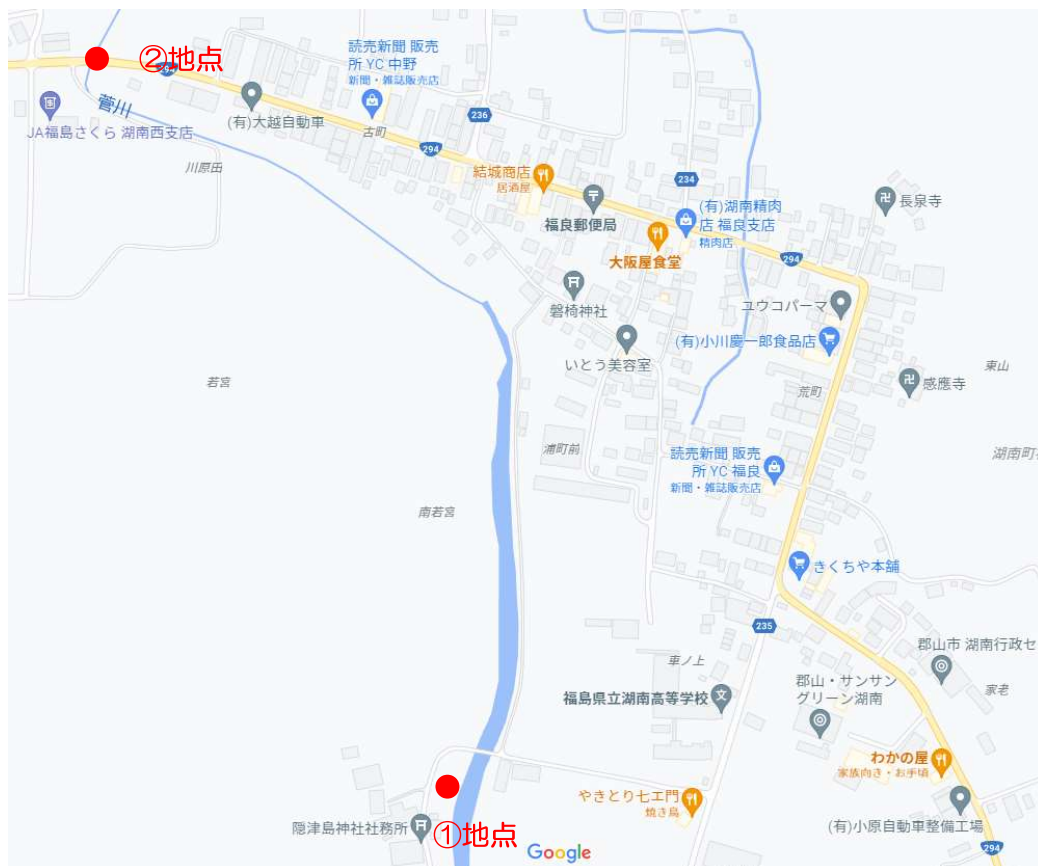 ②地点
294
菅川
JA福島さくら 湖南西支店
(有)大越自動車
読売新聞 販売
所 YC 中野
新聞・雑誌販売店
古町
294
236
川原田
結城商店
居酒屋
福良郵便局
234
(有)湖南精肉
店 福良支店
精肉店
大阪屋食堂
長泉寺
294
磐椅神社
ユウコパーマ
(有)小川慶一郎食品店
いとう美容室
若宮
荒町
感應寺
東山
浦町前
読売新聞 販売
所 YC 福良
新聞・雑誌販売店
湖南町
南若宮
きくちや本舗
235
車ノ上
福島県立湖南高等学校
郡山市 湖南行政セ
郡山・サンサン
グリーン湖南
家老
わかの屋
家族向き・お手頃
やきとり七エ門
焼き鳥
隠津島神社社務所
①地点
(有)小原自動車整備工場
294
Google